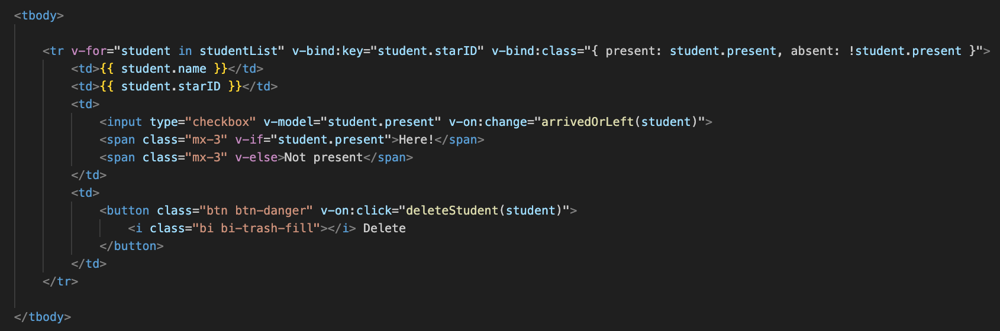 <tbody>
<tr v-for="student in studentList" v-bind:key="student.starID" v-bind:class="{ present: student.present, absent: !student.present }">
<td>{{ student.name }}</td>
<td>{{ student.starID }}</td>
<td>
<input type="checkbox" v-model="student.present" v-on:change="arrivedOrLeft(student)">
<span class="mx-3" v-if="student.present">Here!</span>
<span class="mx-3" v-else>Not present</span>
</td>
<td>
<button class="btn btn-danger" v-on:click="deleteStudent(student)">
<i class="bi bi-trash-fill"></i> Delete
</button>
</td>
</tr>
</tbody>